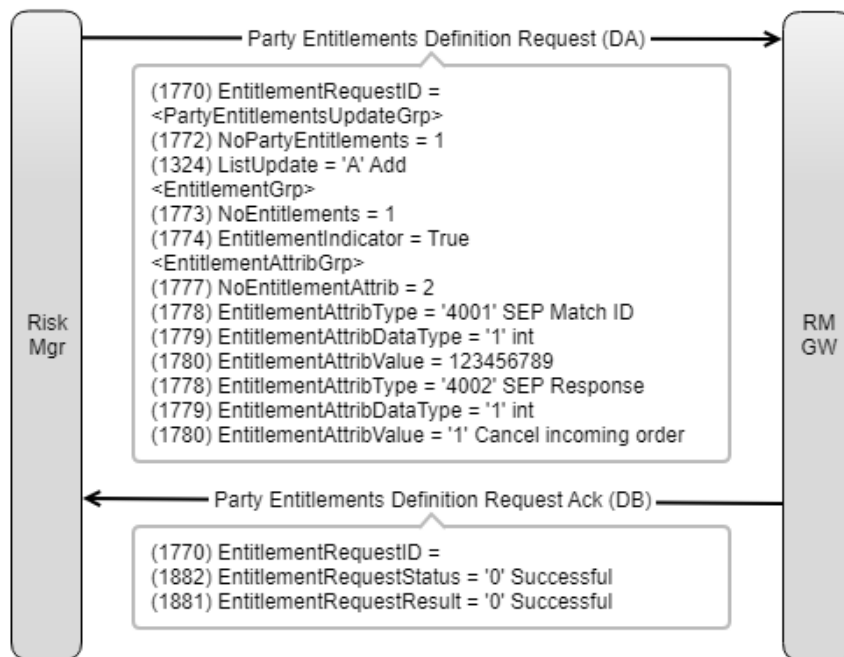 Party Entitlements Definition Request (DA)
(1770) EntitlementRequestID =
<PartyEntitlementsUpdateGrp>
(1772) NoPartyEntitlements = 1
(1324) ListUpdate = 'A' Add
<EntitlementGrp>
(1773) NoEntitlements = 1
(1774) EntitlementIndicator = True
<EntitlementAttribGrp>
(1777) NoEntitlementAttrib = 2
(1778) EntitlementAttribType = '4001' SEP Match ID
(1779) EntitlementAttribDataType = '1' int
(1780) EntitlementAttribValue = 123456789
(1778) EntitlementAttribType = '4002' SEP Response
(1779) EntitlementAttribDataType = '1' int
(1780) EntitlementAttribValue = '1' Cancel incoming order
Risk
Mgr
RM
GW
Party Entitlements Definition Request Ack (DB)
(1770) EntitlementRequestID =
(1882) EntitlementRequestStatus = '0' Successful
(1881) EntitlementRequestResult = '0' Successful